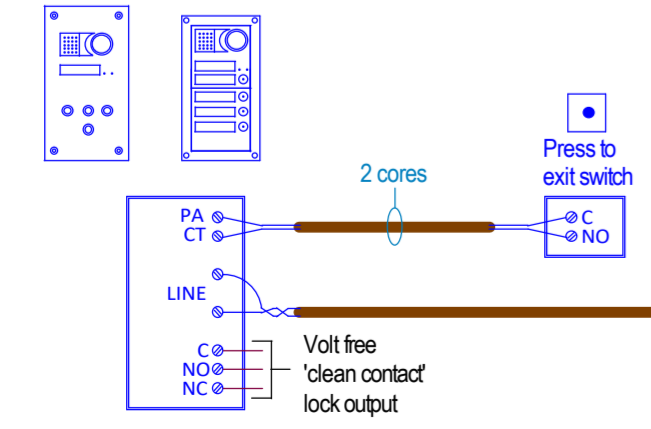 Press to
exit switch
2 cores
PA
CT
C
NO
LINE
C
NO
NC
Volt free
'clean contact'
lock output